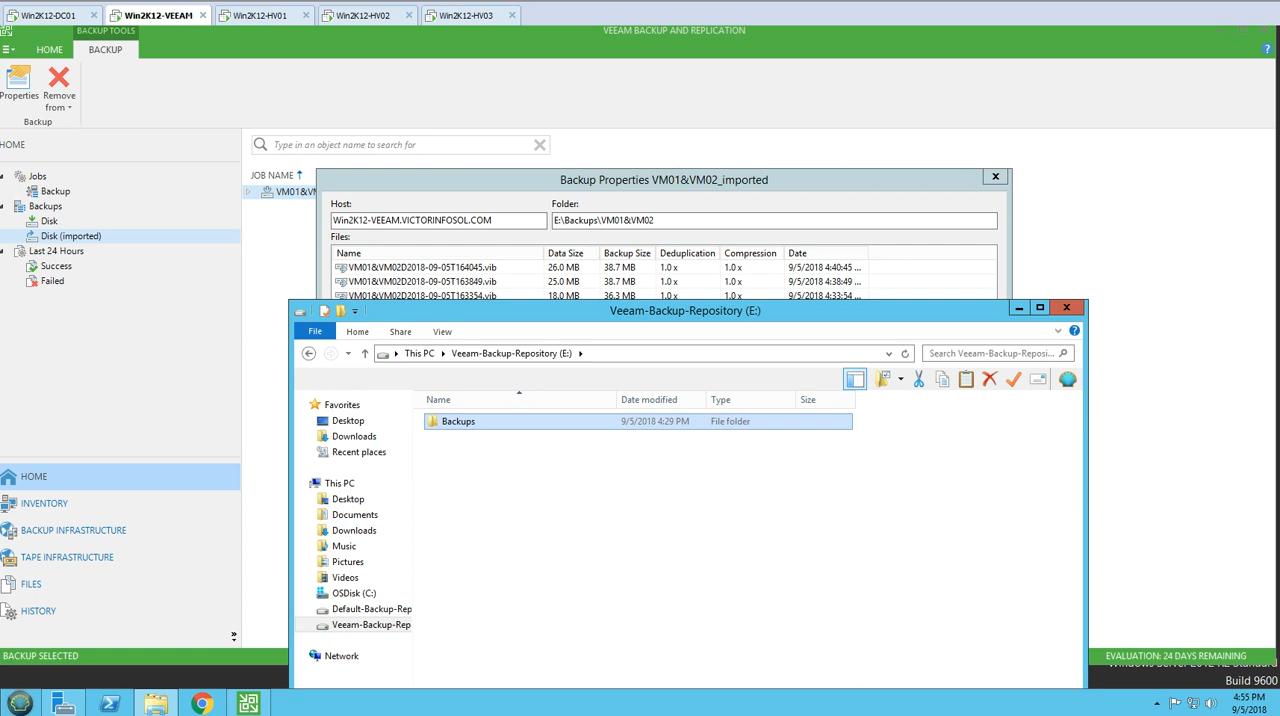 Win2K12-DC01
Win2K12-VEEAM
Win2K12-HV01
Win2K12-HV02
Win2K12-HV03
BACKUP TOOLS
VEEAM BACKUP AND REPLICATION
HOME
BACKUP
Properties
Remove from
Backup
HOME
Type in an object name to search for
Jobs
Backup
Backups
Disk
Disk (imported)
Last 24 Hours
Success
Failed
JOB NAME
VM01&VM
Backup Properties VM01&VM02_imported
Host:
Folder:
Win2K12-VEEAM.VICTORINFOSOL.COM
E:\Backups\VM01&VM02
Files:
Name Data Size Backup Size Deduplication Compression Date
VM01&VM02D2018-09-05T164045.vib 26.0 MB 38.7 MB 1.0 x 1.0 x 9/5/2018 4:40:45 ...
VM01&VM02D2018-09-05T163849.vib 25.0 MB 38.7 MB 1.0 x 1.0 x 9/5/2018 4:38:49 ...
VM01&VM02D2018-09-05T163354.vib 18.0 MB 36.3 MB 1.0 x 1.0 x 9/5/2018 4:33:54 ...
Veeam-Backup-Repository (E:)
File Home Share View
This PC Veeam-Backup-Repository (E:)
Search Veeam-Backup-Reposi...
Name Date modified Type Size
Backups 9/5/2018 4:29 PM File folder
Favorites
Desktop
Downloads
Recent places
This PC
Desktop
Documents
Downloads
Music
Pictures
Videos
OSDisk (C:)
Default-Backup-Rep
Veeam-Backup-Rep
Network
HOME
INVENTORY
BACKUP INFRASTRUCTURE
TAPE INFRASTRUCTURE
FILES
HISTORY
BACKUP SELECTED
EVALUATION: 24 DAYS REMAINING
Build 9600
4:55 PM
9/5/2018